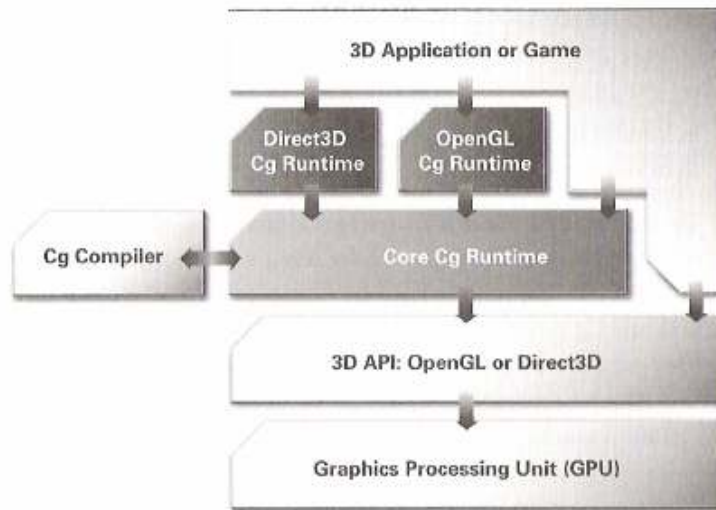 3D Application or Game
Direct3D
Cg Runtime
OpenGL
Cg Runtime
Cg Compiler
Core Cg Runtime
3D API: OpenGL or Direct3D
Graphics Processing Unit (GPU)